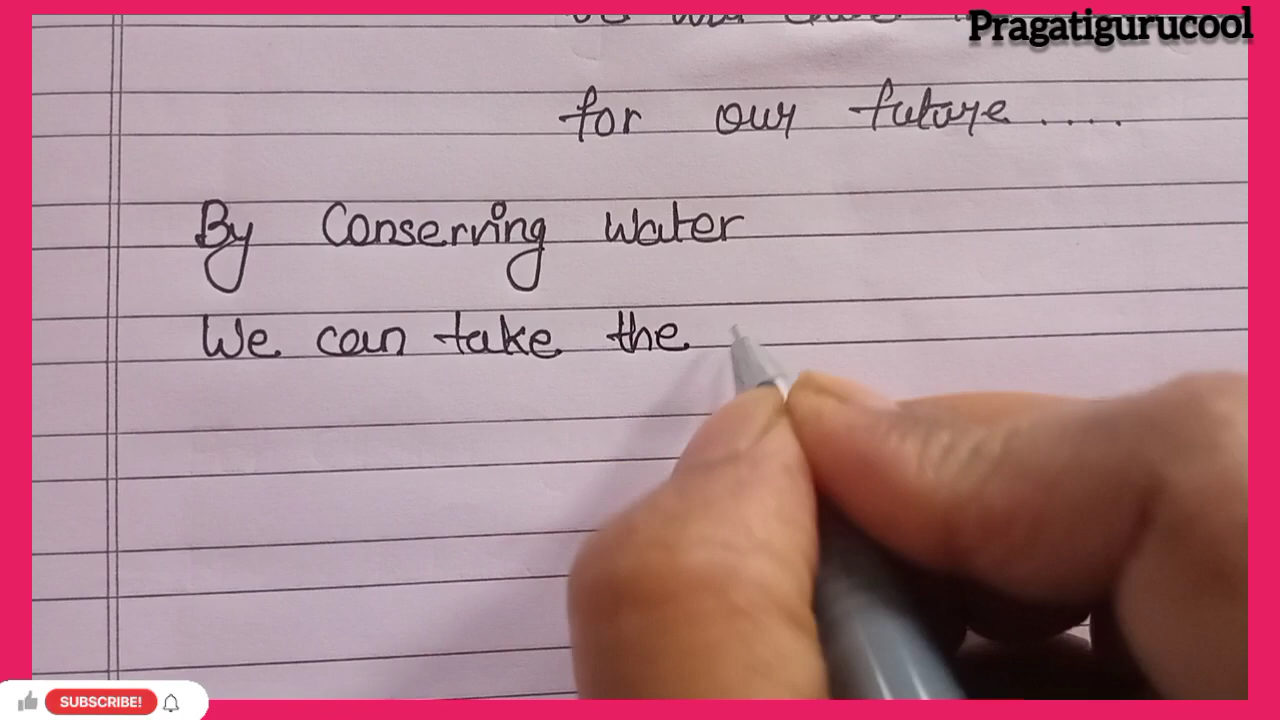 Pragatigurucool
for our future....
By Conserving Water
We can take the
SUBSCRIBE!